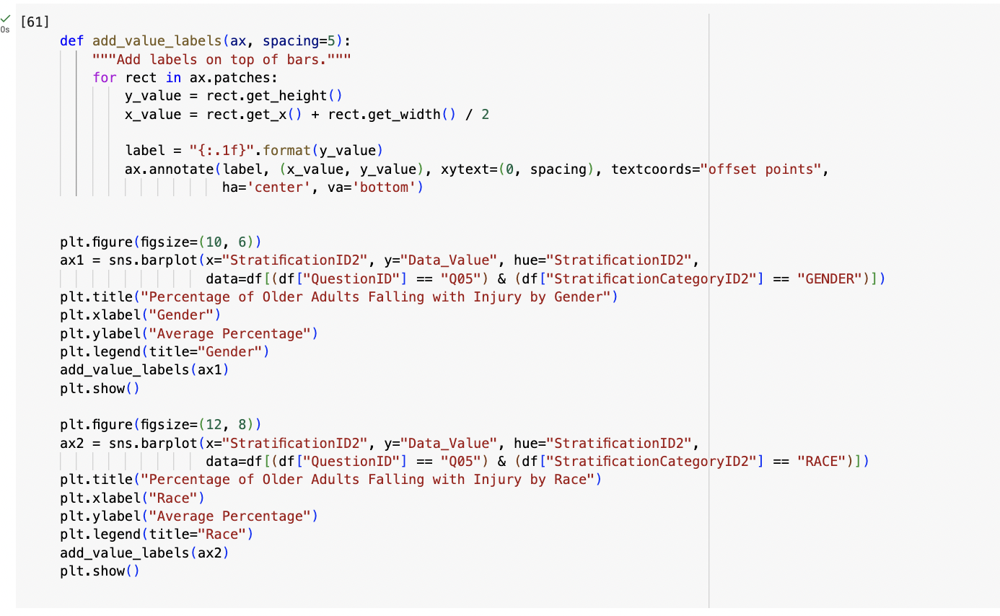 [61]
0s
def add_value_labels(ax, spacing=5):
"""Add labels on top of bars."""
for rect in ax.patches:
y_value = rect.get_height()
x_value = rect.get_x() + rect.get_width() / 2
label = "{:.1f}".format(y_value)
ax.annotate(label, (x_value, y_value), xytext=(0, spacing), textcoords="offset points",
ha='center', va='bottom')
plt.figure(figsize=(10, 6))
ax1 = sns.barplot(x="StratificationID2", y="Data_Value", hue="StratificationID2",
data=df[(df["QuestionID"] == "Q05") & (df["StratificationCategoryID2"] == "GENDER")])
plt.title("Percentage of Older Adults Falling with Injury by Gender")
plt.xlabel("Gender")
plt.ylabel("Average Percentage")
plt.legend(title="Gender")
add_value_labels(ax1)
plt.show()
plt.figure(figsize=(12, 8))
ax2 = sns.barplot(x="StratificationID2", y="Data_Value", hue="StratificationID2",
data=df[(df["QuestionID"] == "Q05") & (df["StratificationCategoryID2"] == "RACE")])
plt.title("Percentage of Older Adults Falling with Injury by Race")
plt.xlabel("Race")
plt.ylabel("Average Percentage")
plt.legend(title="Race")
add_value_labels(ax2)
plt.show()